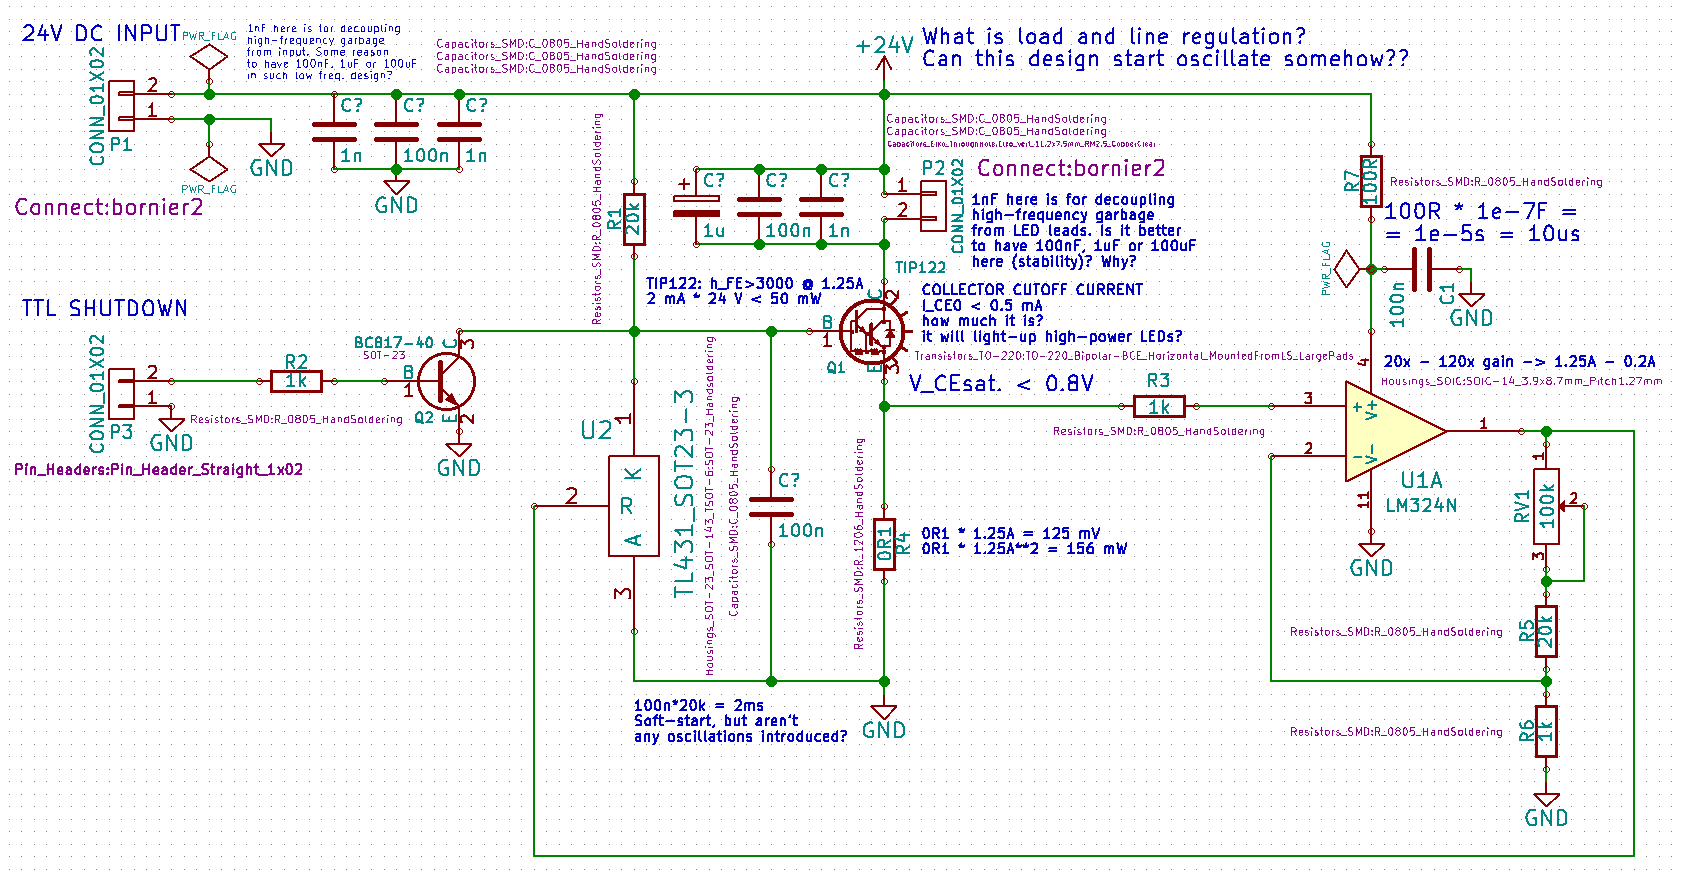 24V DC INPUT
PWR_FLAG
1nF here is for decoupling
high-frequency garbage
from input. Some reason
to have 100nF, 1uF or 100uF
in such low freq. design?
Capacitors_SMD:C_0805_HandSoldering
Capacitors_SMD:C_0805_HandSoldering
Capacitors_SMD:C_0805_HandSoldering
+24V
What is load and line regulation?
Can this design start oscillate somehow??
CONN_01X02
2
1
P1
GND
PWR_FLAG
Connect:bornier2
C?
1n
C?
100n
C?
1n
GND
Resistors_SMD:R_0805_HandSoldering
R1
20k
Capacitors_SMD:C_0805_HandSoldering
Capacitors_SMD:C_0805_HandSoldering
C?
1u
C?
100n
C?
1n
P2
1
2
CONN_01X02
Connect:bornier2
1nF here is for decoupling
high-frequency garbage
from LED leads. Is it better
to have 100nF, 1uF or 100uF
here (stability)? Why?
R7
100R
Resistors_SMD:R_0805_HandSoldering
100R * 1e-7F =
= 1e-5s = 10us
PWR_FLAG
100n
C1
GND
TIP122
TIP122: h_FE>3000 @ 1.25A
2 mA * 24 V < 50 mW
COLLECTOR CUTOFF CURRENT
I_CEO < 0.5 mA
how much it is?
it will light-up high-power LEDs?
Transistors_TO-220:TO-220_Bipolar-BCE_Horizontal_MountedFromLS_LargePads
C
2
B
1
Q1
E
3
V_CEsat. < 0.8V
TTL SHUTDOWN
CONN_01X02
2
1
P3
GND
Pin_Headers:Pin_Header_Straight_1x02
R2
1k
Resistors_SMD:R_0805_HandSoldering
BC817-40
SOT-23
C
3
B
1
Q2
E
2
GND
U2
1
K
2
R
A
3
TL431_SOT23-3
Housings_SOT-23_SOT-143_TSOT-6:SOT-23_Handsoldering
Capacitors_SMD:C_0805_HandSoldering
C?
100n
100n*20k = 2ms
Soft-start, but aren't
any oscillations introduced?
Resistors_SMD:R_1206_HandSoldering
0R1
R4
0R1 * 1.25A = 125 mV
0R1 * 1.25A**2 = 156 mW
GND
R3
1k
Resistors_SMD:R_0805_HandSoldering
20x - 120x gain -> 1.25A - 0.2A
Housings_SOIC:SOIC-14_3.9x8.7mm_Pitch1.27mm
4
3
+
V+
2
-
V-
1
11
U1A
LM324N
GND
1
RV1
100k
2
3
Resistors_SMD:R_0805_HandSoldering
R5
20k
Resistors_SMD:R_0805_HandSoldering
R6
1k
GND